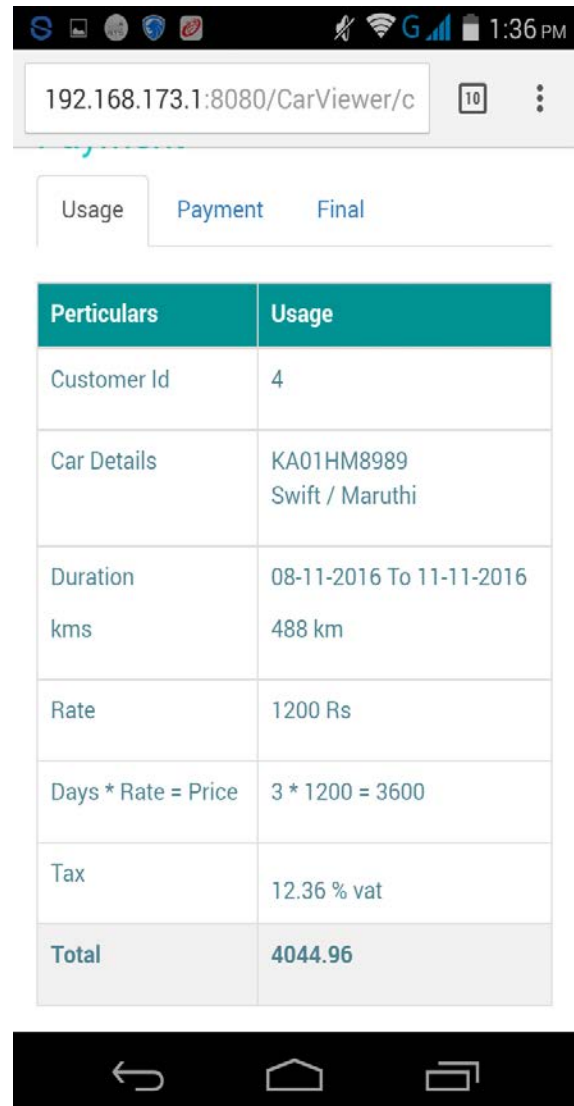 G 1:36 PM
192.168.173.1:8080/CarViewer/c 10
Usage Payment Final
Perticulars Usage
Customer Id 4
Car Details KA01HM8989
Swift / Maruthi
Duration 08-11-2016 To 11-11-2016
kms 488 km
Rate 1200 Rs
Days * Rate = Price 3 * 1200 = 3600
Tax 12.36 % vat
Total 4044.96